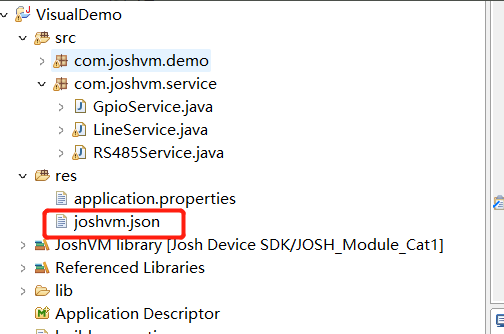 VisualDemo
src
com.joshvm.demo
com.joshvm.service
GpioService.java
LineService.java
RS485Service.java
res
application.properties
joshvm.json
JoshVM library [Josh Device SDK/JOSH_Module_Cat1]
Referenced Libraries
lib
Application Descriptor